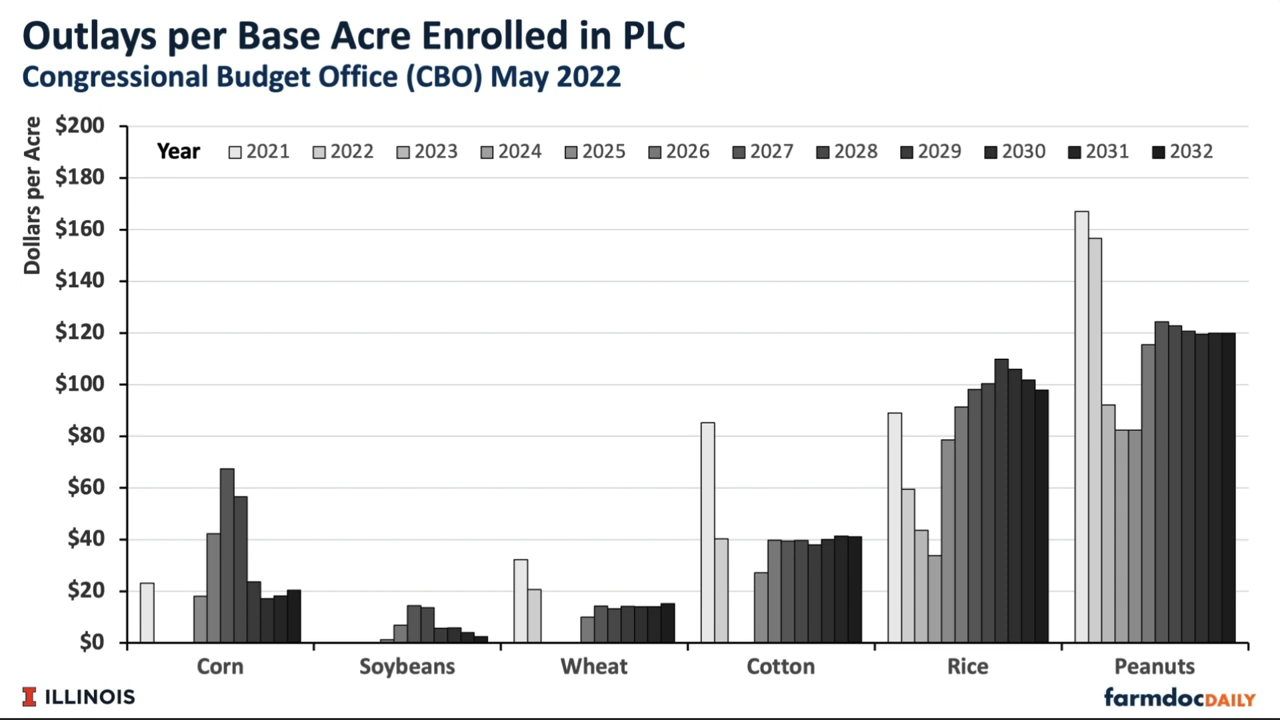 Outlays per Base Acre Enrolled in PLC
Congressional Budget Office (CBO) May 2022
Dollars per Acre
$200
$180
$160
$140
$120
$100
$80
$60
$40
$20
$0
Year 2021 2022 2023 2024 2025 2026 2027 2028 2029 2030 2031 2032
Corn Soybeans Wheat Cotton Rice Peanuts
I ILLINOIS
farmdocDAILY